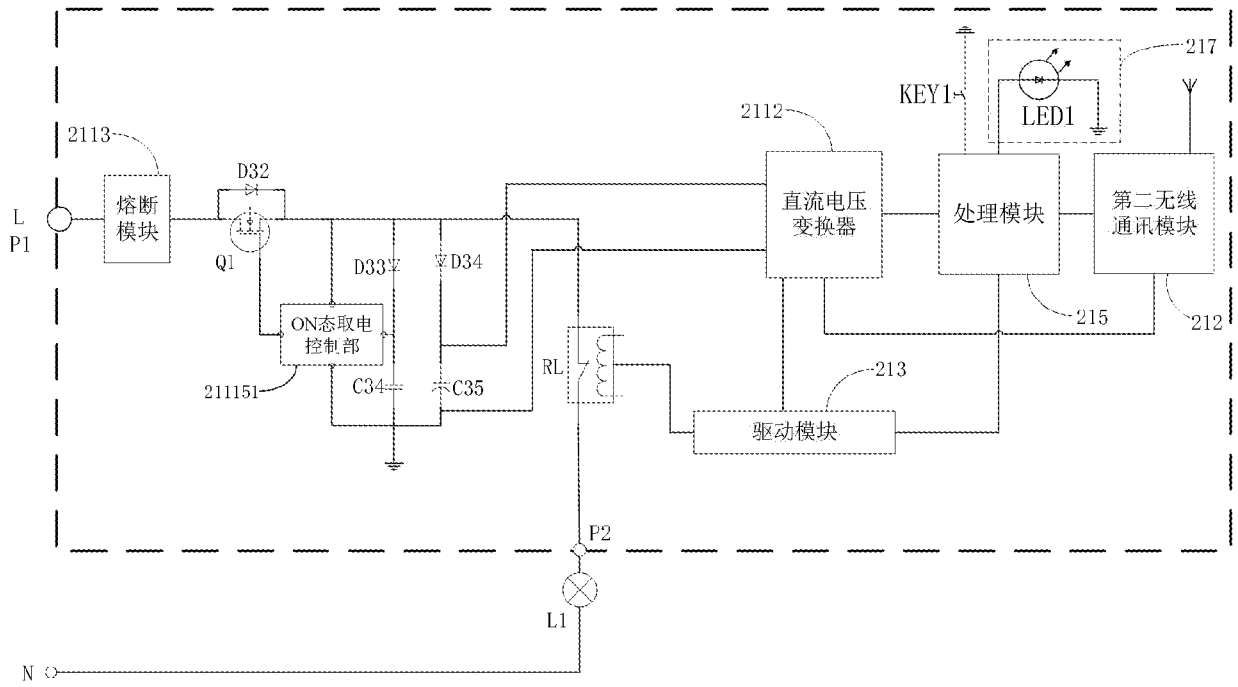 217
KEY1
LED1
2113
2112
D32
L
P1
熔断
模块
Q1
D33
D34
直流电压
变换器
处理模块
第二无线
通讯模块
ON态取电
控制部
215
212
211151
C34
C35
RL
213
驱动模块
P2
L1
N